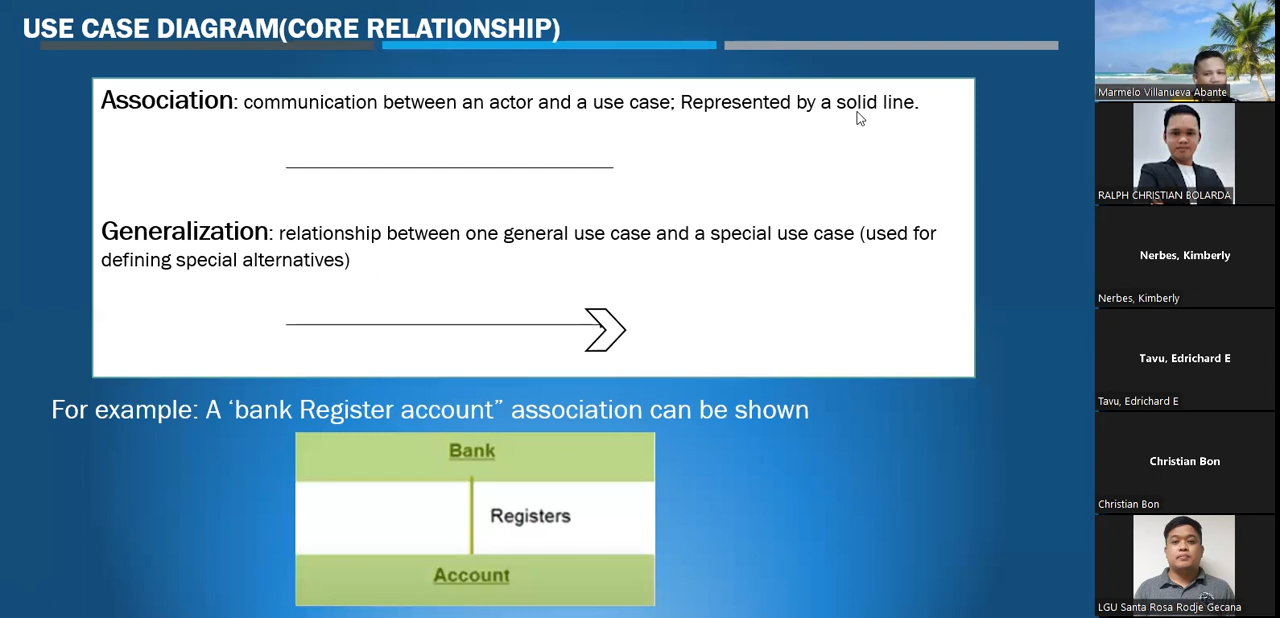 USE CASE DIAGRAM(CORE RELATIONSHIP)
Association: communication between an actor and a use case; Represented by a solid line.
Generalization: relationship between one general use case and a special use case (used for
defining special alternatives)
For example: A ‘bank Register account” association can be shown
Bank
Registers
Account
Marmelo Villanueva Abante
RALPH CHRISTIAN BOLARDA
Nerbes, Kimberly
Nerbes, Kimberly
Tavu, Edrichard E
Tavu, Edrichard E
Christian Bon
Christian Bon
LGU Santa Rosa Rodje Gecana